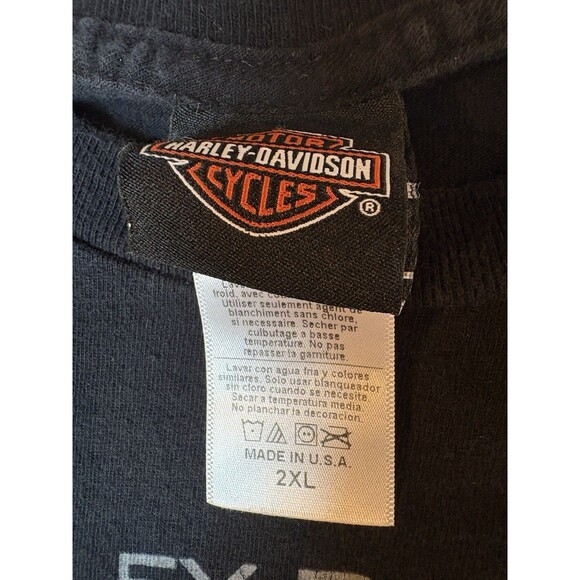 MOTOR
HARLEY-DAVIDSON
CYCLES
®
froid, avec
Utiliser seulement agent de
blanchiment sans chlore,
si necessaire. Secher par
culbutage a basse
temperature. No pas
repasser la garniture.
Lavar con agua fria y colores
similares. Solo usar blanqueador
sin cloro cuando se necesite.
Sacar a temperatura media.
No planchar la decoracion.
MADE IN U.S.A.
2XL